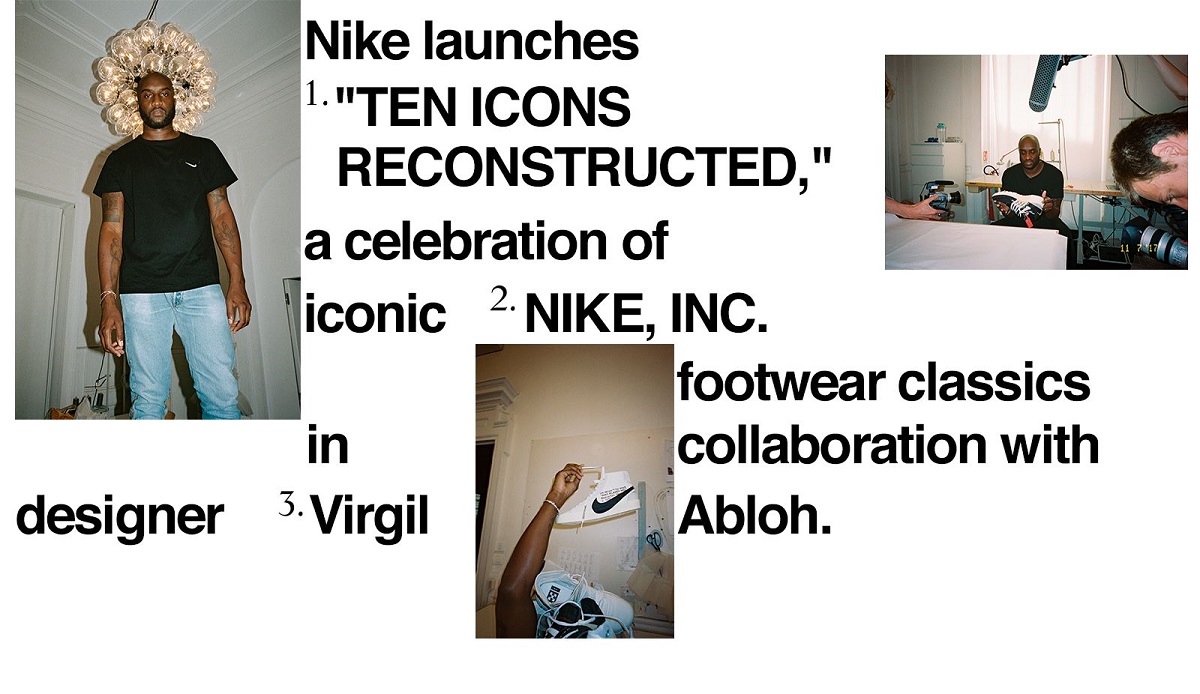 Nike launches
1. "TEN ICONS
RECONSTRUCTED,"
a celebration of
iconic 2. NIKE, INC.
footwear classics
in collaboration with
designer 3. Virgil Abloh.
11 7 '17